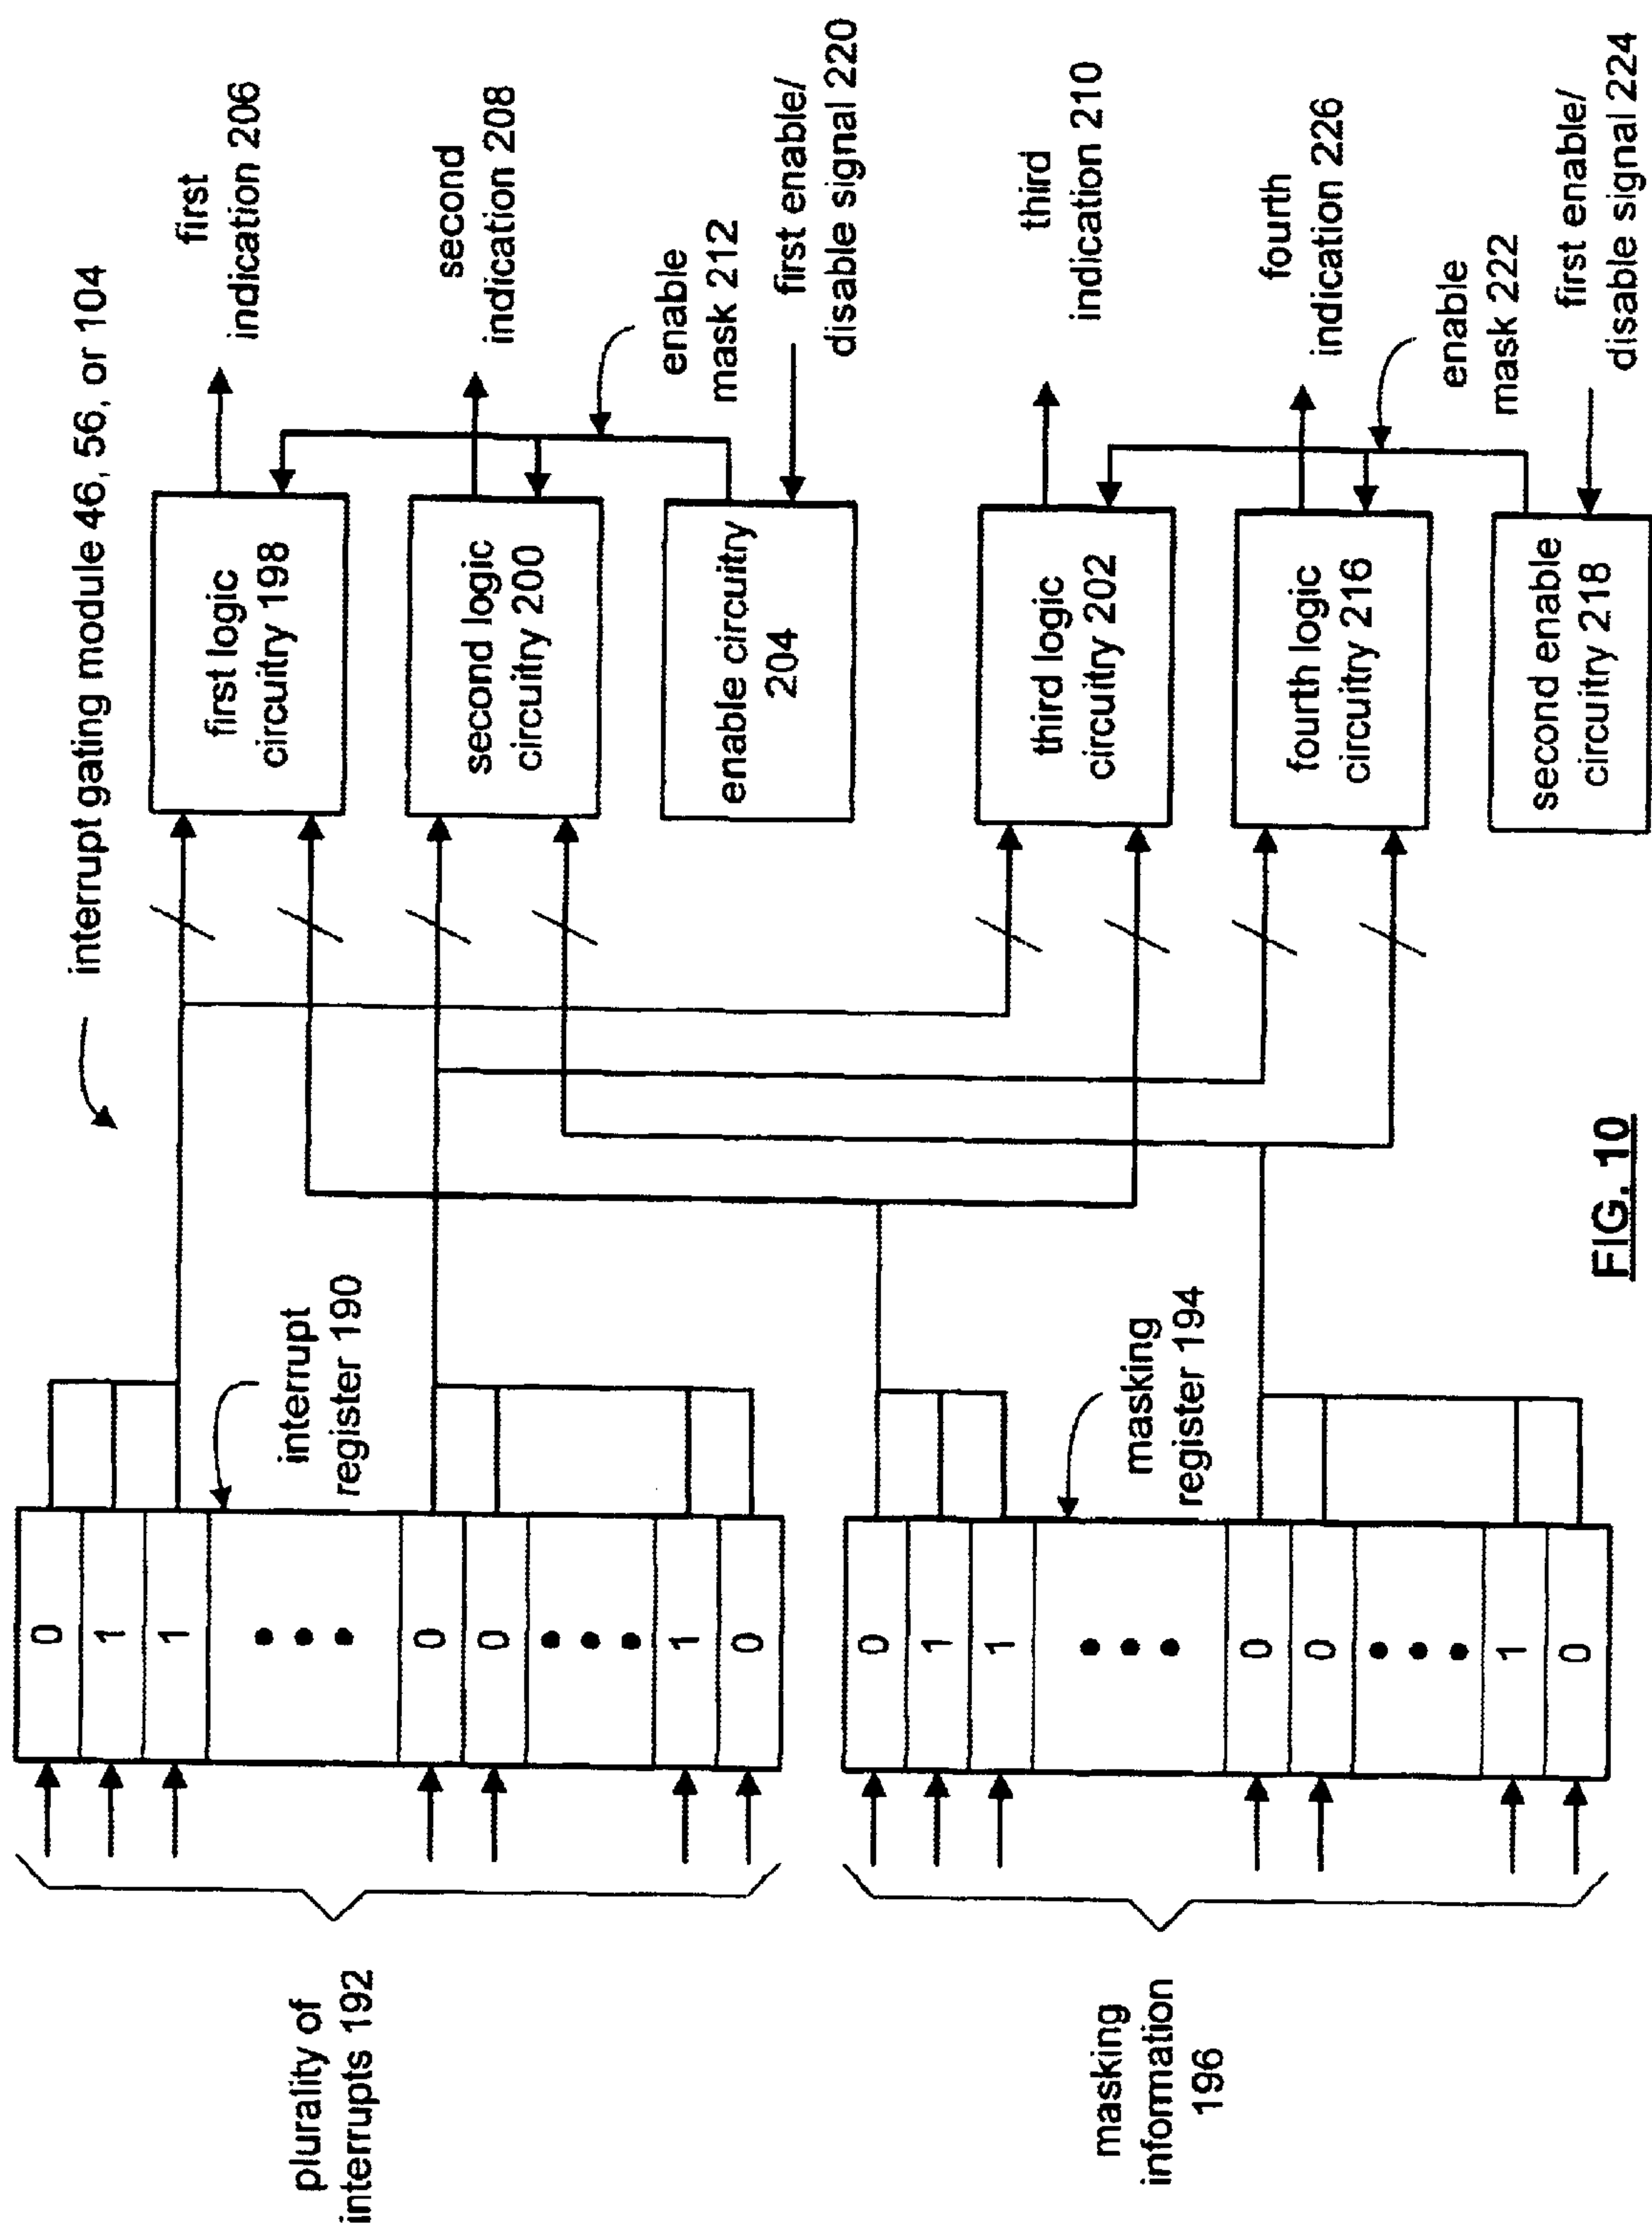 interrupt gating module 46, 56, or 104
plurality of
interrupts 192
0
1
1
0
0
1
0
interrupt
register 190
first logic
circuitry 198
first
indication 206
second logic
circuitry 200
second
indication 208
enable circuitry
204
enable
mask 212
first enable/
disable signal 220
masking
information
196
0
1
1
0
0
1
0
masking
register 194
third logic
circuitry 202
third
indication 210
fourth logic
circuitry 216
fourth
indication 226
second enable
circuitry 218
enable
mask 222
first enable/
disable signal 224
FIG. 10